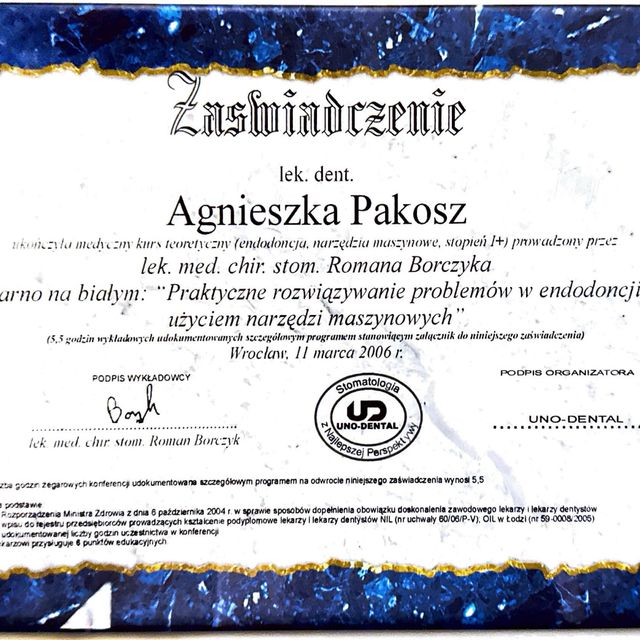 Zaświadczenie
lek. dent.
Agnieszka Pakosz
ukończyła medyczny kurs teoretyczny (endodoncja, narzędzia maszynowe, stopień 1+) prowadzony przez
lek. med. chir. stom. Romana Borczyka
arno na białym: "Praktyczne rozwiązywanie problemów w endodoncji
użyciem narzędzi maszynowych"
(5,5 godzin wykładowych udokumentowanych szczegółowym programem stanowiącym załącznik do niniejszego zaświadczenia)
Wrocław, 11 marca 2006 r.
PODPIS WYKŁADOWCY
PODPIS ORGANIZATORA
Stomatologia
UD
UNO-DENTAL
z Najlepszej Perspektywy
UNO-DENTAL
lek. med. chir. stom. Roman Borczyk
zba godzin zegarowych konferencji udokumentowana szczegółowym programem na odwrocie niniejszego zaświadczenia wynosi 5,5
podstawie
Rozporządzenia Ministra Zdrowia z dnia 6 października 2004 r. w sprawie sposobów dopełnienia obowiązku doskonalenia zawodowego lekarzy i lekarzy dentystów
wpisu do rejestru przedsiębiorców prowadzących kształcenie podyplomowe lekarzy i lekarzy dentystów NIL (nr uchwały 60/06/P-V), OIL w Łodzi (nr 59-0008/2005)
udokumentowanej liczby godzin uczestnictwa w konferencji
ekarzowi przysługuje 6 punktów edukacyjnych